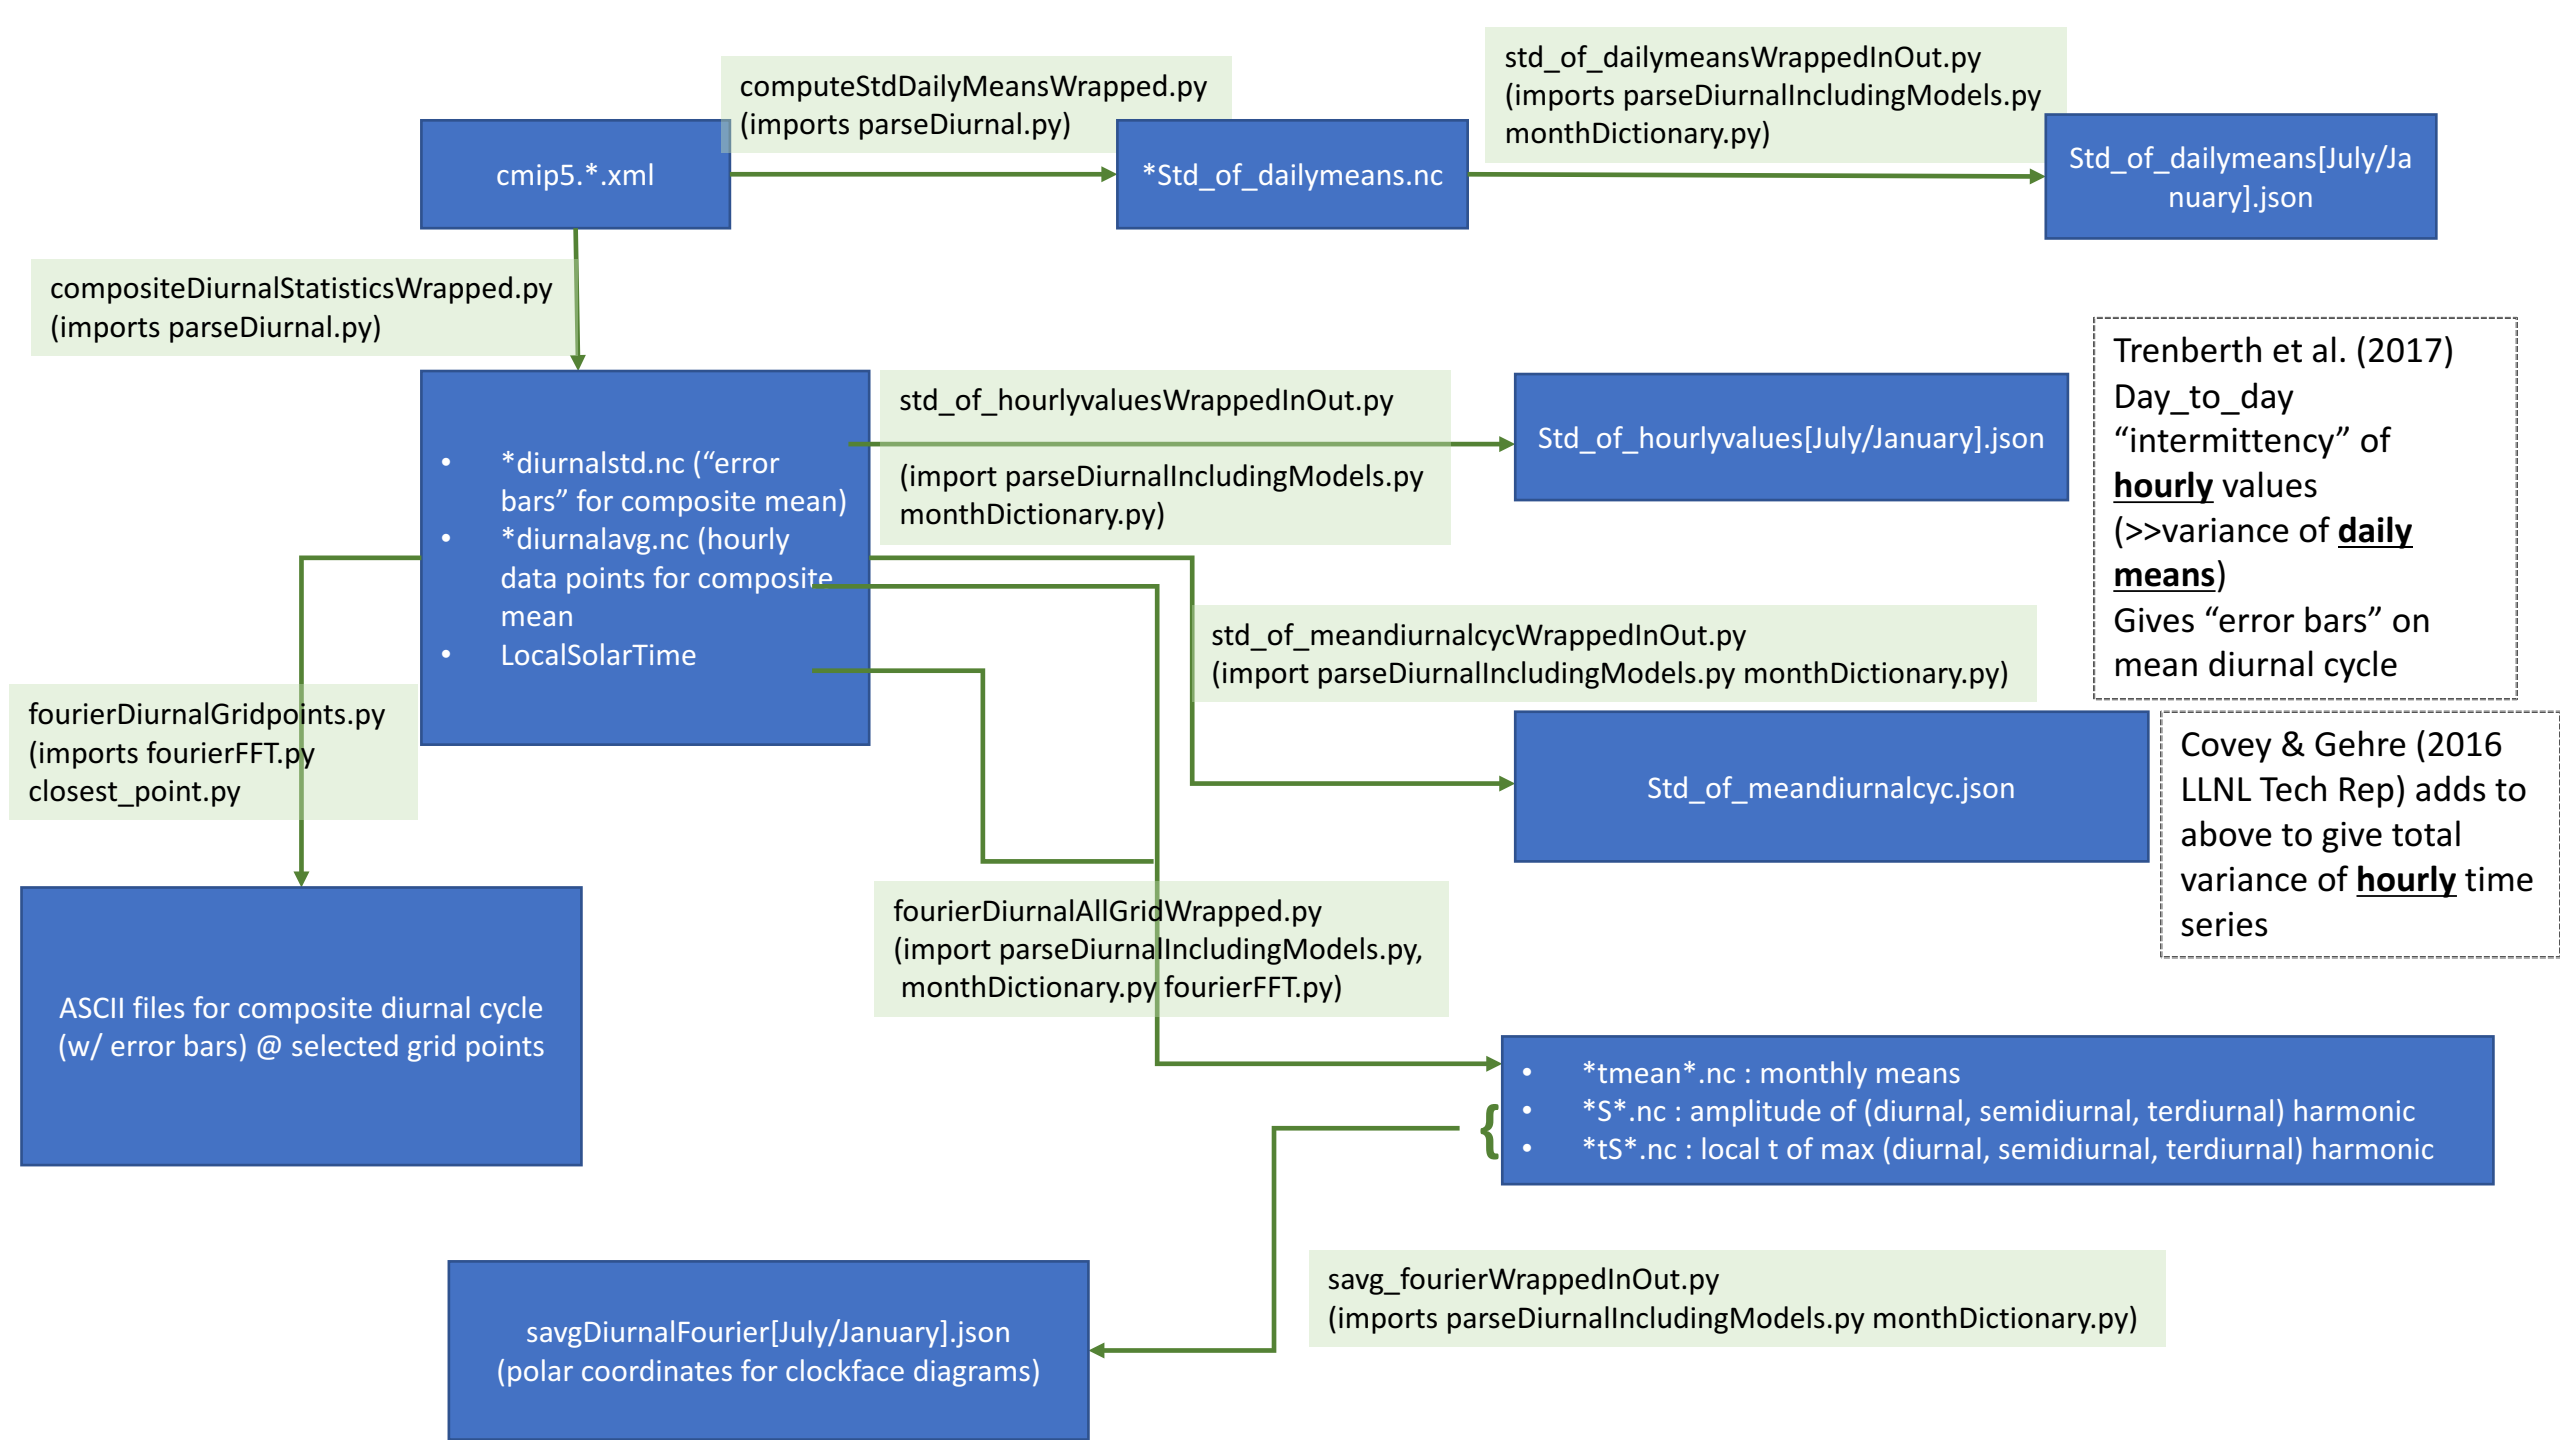 computeStdDailyMeansWrapped.py
(imports parseDiurnal.py)
std_of_dailymeansWrappedInOut.py
(imports parseDiurnalIncludingModels.py
monthDictionary.py)
cmip5.*.xml
*Std_of_dailymeans.nc
Std_of_dailymeans[July/Ja
nuary].json
compositeDiurnalStatisticsWrapped.py
(imports parseDiurnal.py)
• *diurnalstd.nc (“error
bars” for composite mean)
• *diurnalavg.nc (hourly
data points for composite
mean
• LocalSolarTime
std_of_hourlyvaluesWrappedInOut.py
(import parseDiurnalIncludingModels.py
monthDictionary.py)
Std_of_hourlyvalues[July/January].json
Trenberth et al. (2017)
Day_to_day
“intermittency” of
hourly values
(>>variance of daily
means)
Gives “error bars” on
mean diurnal cycle
std_of_meandiurnalcycWrappedInOut.py
(import parseDiurnalIncludingModels.py monthDictionary.py)
fourierDiurnalGridpoints.py
(imports fourierFFT.py
closest_point.py
Std_of_meandiurnalcyc.json
Covey & Gehre (2016
LLNL Tech Rep) adds to
above to give total
variance of hourly time
series
fourierDiurnalAllGridWrapped.py
(import parseDiurnalIncludingModels.py,
monthDictionary.py fourierFFT.py)
ASCII files for composite diurnal cycle
(w/ error bars) @ selected grid points
• *tmean*.nc : monthly means
• *S*.nc : amplitude of (diurnal, semidiurnal, terdiurnal) harmonic
• *tS*.nc : local t of max (diurnal, semidiurnal, terdiurnal) harmonic
{
savg_fourierWrappedInOut.py
(imports parseDiurnalIncludingModels.py monthDictionary.py)
savgDiurnalFourier[July/January].json
(polar coordinates for clockface diagrams)